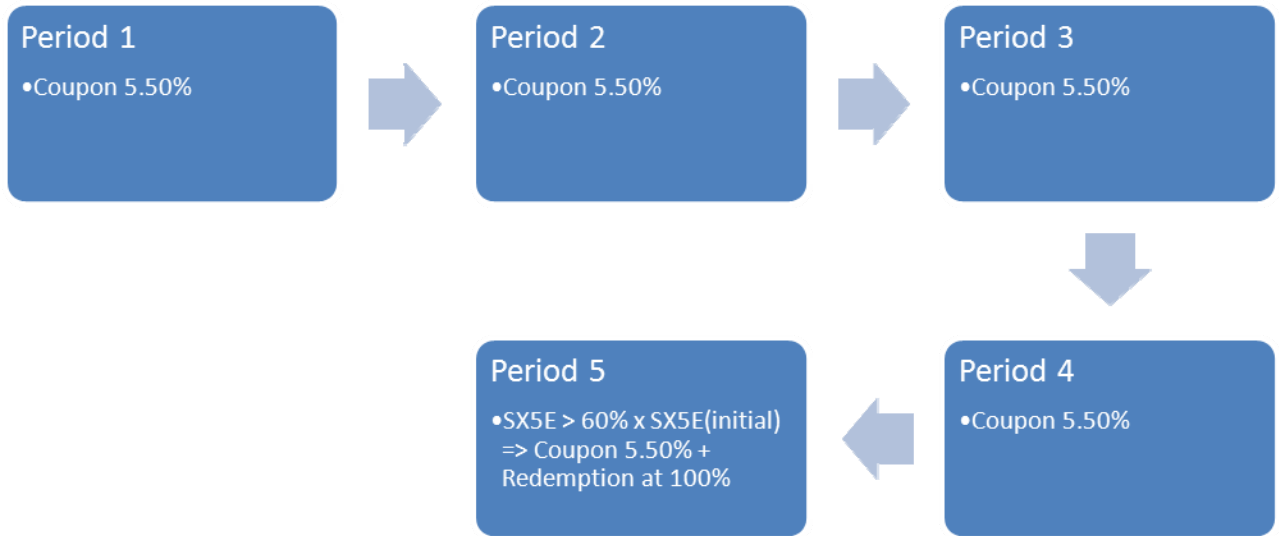 Period 1
•Coupon 5.50%
Period 2
•Coupon 5.50%
Period 3
•Coupon 5.50%
Period 4
•Coupon 5.50%
Period 5
•SX5E > 60% x SX5E(initial)
=> Coupon 5.50% +
Redemption at 100%